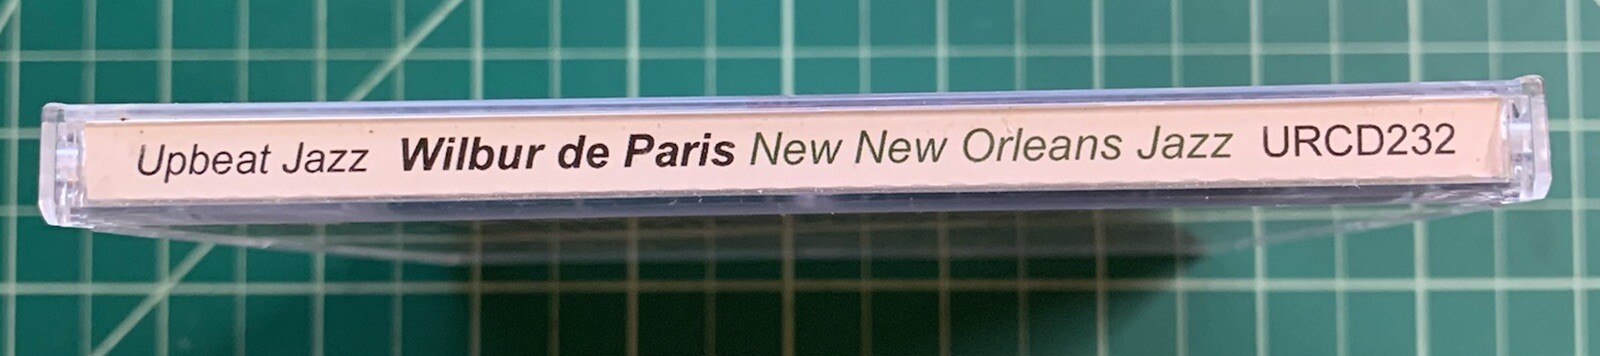 Upbeat Jazz Wilbur de Paris New New Orleans Jazz URCD232